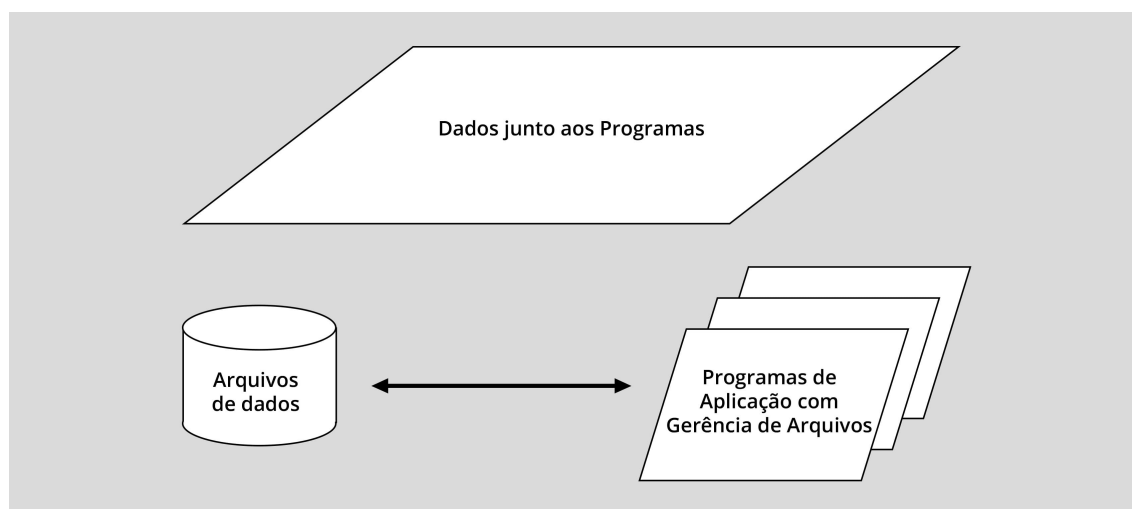 Dados junto aos Programas
Arquivos
de dados
Programas de
Aplicação com
Gerência de Arquivos